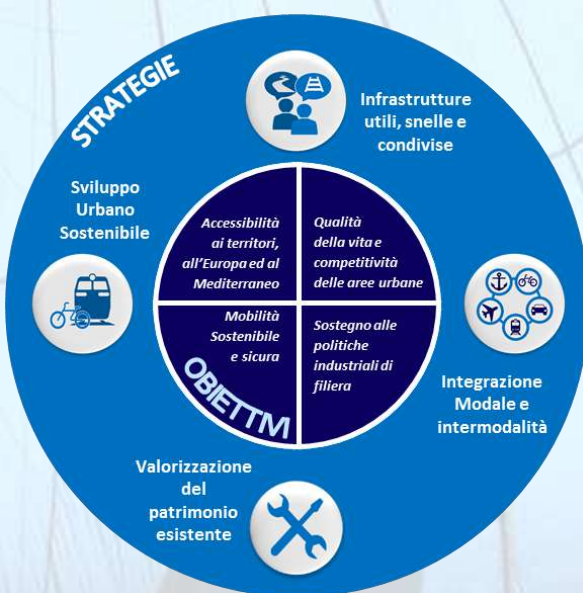 STRATEGIE
Infrastrutture
utili, snelle e
condivise
Sviluppo
Urbano
Sostenibile
Accessibilità
ai territori,
all'Europa ed al
Mediterraneo
Qualità
della vita e
competitività
delle aree urbane
Mobilità
Sostenibile
e sicura
Sostegno alle
politiche
industriali di
filiera
OBIETTM
Integrazione
Modale e
intermodalità
Valorizzazione
del
patrimonio
esistente